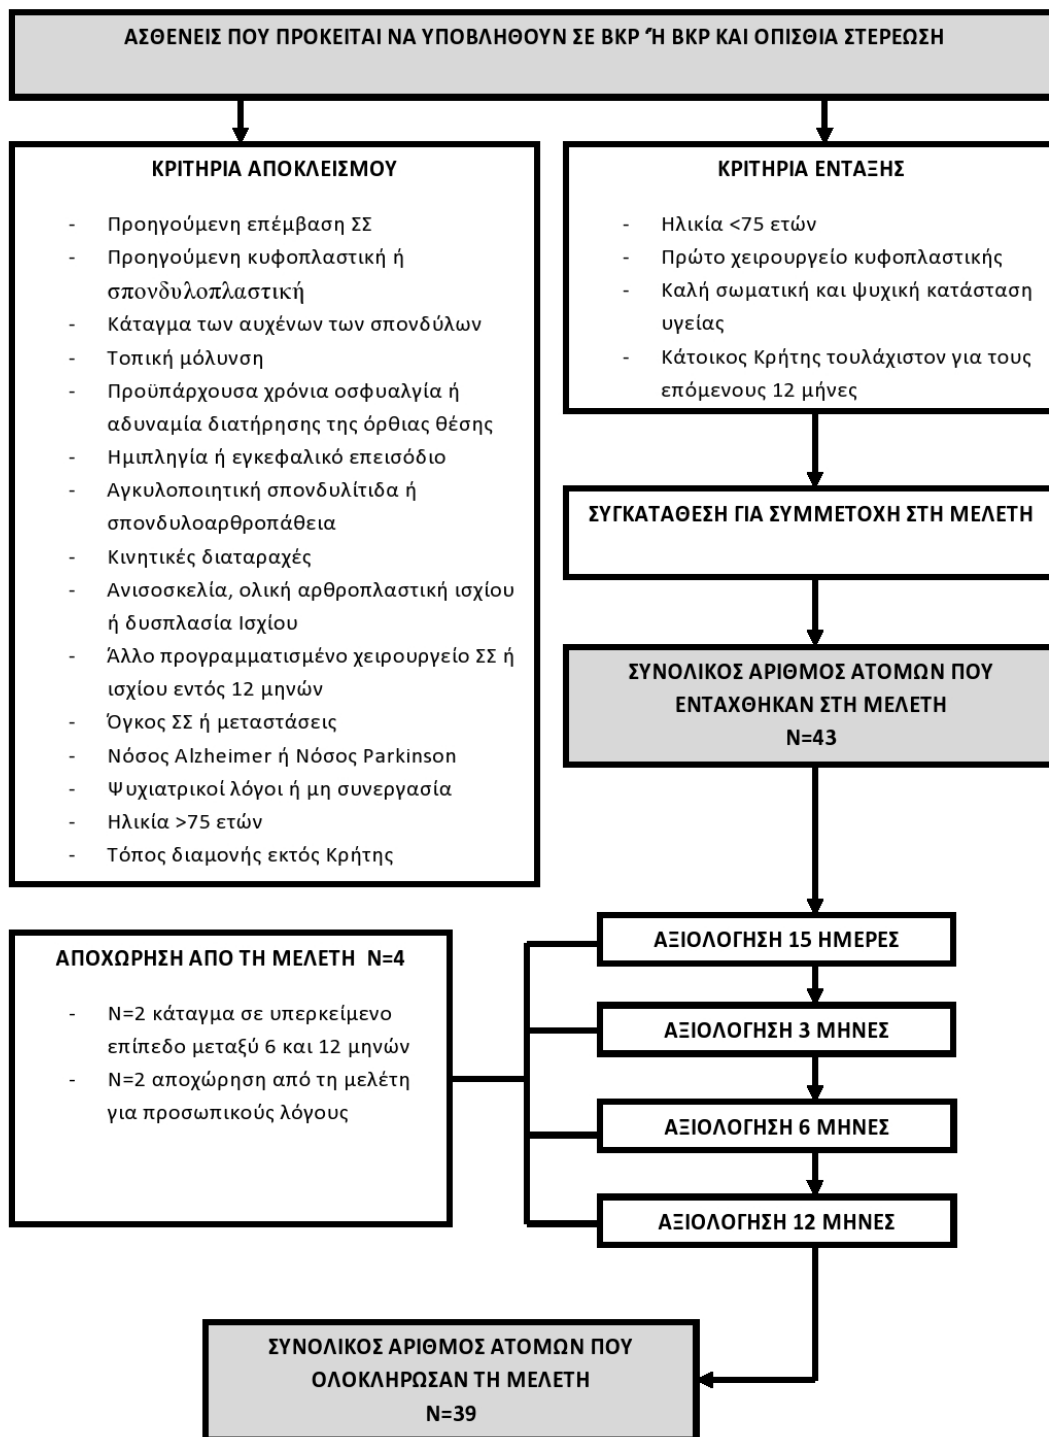 ΑΣΘΕΝΕΙΣ ΠΟΥ ΠΡΟΚΕΙΤΑΙ ΝΑ ΥΠΟΒΛΗΘΟΥΝ ΣΕ ΒΚΡ Ή ΒΚΡ ΚΑΙ ΟΠΙΣΘΙΑ ΣΤΕΡΕΩΣΗ
ΚΡΙΤΗΡΙΑ ΑΠΟΚΛΕΙΣΜΟΥ
- Προηγούμενη επέμβαση ΣΣ
- Προηγούμενη κυφοπλαστική ή
σπονδυλοπλαστική
- Κάταγμα των αυχένων των σπονδύλων
- Τοπική μόλυνση
- Προϋπάρχουσα χρόνια οσφυαλγία ή
αδυναμία διατήρησης της όρθιας θέσης
- Ημιπληγία ή εγκεφαλικό επεισόδιο
- Αγκυλοποιητική σπονδυλίτιδα ή
σπονδυλοαρθροπάθεια
- Κινητικές διαταραχές
- Ανισοσκελία, ολική αρθροπλαστική ισχίου
ή δυσπλασία Ισχίου
- Άλλο προγραμματισμένο χειρουργείο ΣΣ ή
ισχίου εντός 12 μηνών
- Όγκος ΣΣ ή μεταστάσεις
- Νόσος Alzheimer ή Νόσος Parkinson
- Ψυχιατρικοί λόγοι ή μη συνεργασία
- Ηλικία >75 ετών
- Τόπος διαμονής εκτός Κρήτης
ΚΡΙΤΗΡΙΑ ΕΝΤΑΞΗΣ
- Ηλικία <75 ετών
- Πρώτο χειρουργείο κυφοπλαστικής
- Καλή σωματική και ψυχική κατάσταση
υγείας
- Κάτοικος Κρήτης τουλάχιστον για τους
επόμενους 12 μήνες
ΣΥΓΚΑΤΑΘΕΣΗ ΓΙΑ ΣΥΜΜΕΤΟΧΗ ΣΤΗ ΜΕΛΕΤΗ
ΣΥΝΟΛΙΚΟΣ ΑΡΙΘΜΟΣ ΑΤΟΜΩΝ ΠΟΥ
ΕΝΤΑΧΘΗΚΑΝ ΣΤΗ ΜΕΛΕΤΗ
Ν=43
ΑΞΙΟΛΟΓΗΣΗ 15 ΗΜΕΡΕΣ
ΑΞΙΟΛΟΓΗΣΗ 3 ΜΗΝΕΣ
ΑΞΙΟΛΟΓΗΣΗ 6 ΜΗΝΕΣ
ΑΞΙΟΛΟΓΗΣΗ 12 ΜΗΝΕΣ
ΑΠΟΧΩΡΗΣΗ ΑΠΟ ΤΗ ΜΕΛΕΤΗ Ν=4
- Ν=2 κάταγμα σε υπερκείμενο
επίπεδο μεταξύ 6 και 12 μηνών
- Ν=2 αποχώρηση από τη μελέτη
για προσωπικούς λόγους
ΣΥΝΟΛΙΚΟΣ ΑΡΙΘΜΟΣ ΑΤΟΜΩΝ ΠΟΥ
ΟΛΟΚΛΗΡΩΣΑΝ ΤΗ ΜΕΛΕΤΗ
Ν=39